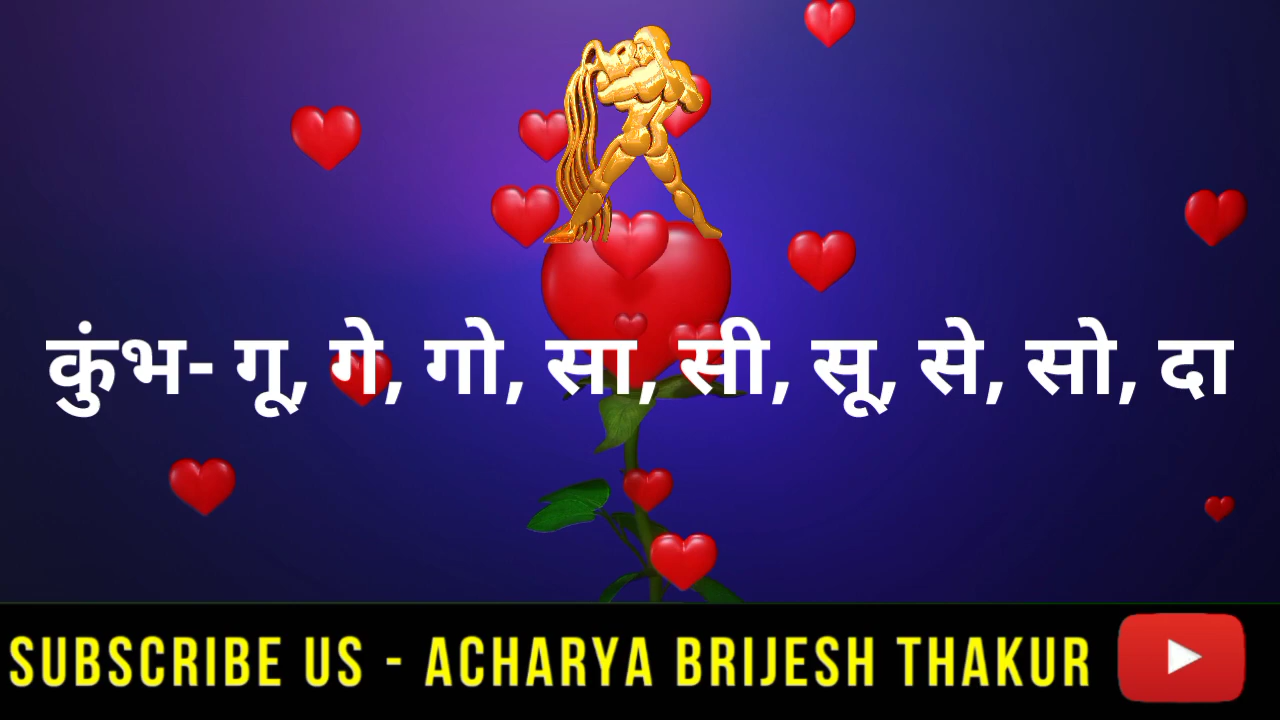 कुंभ- गू, गे, गो, सा, सी, सू, से, सो, दा
SUBSCRIBE US - ACHARYA BRIJESH THAKUR